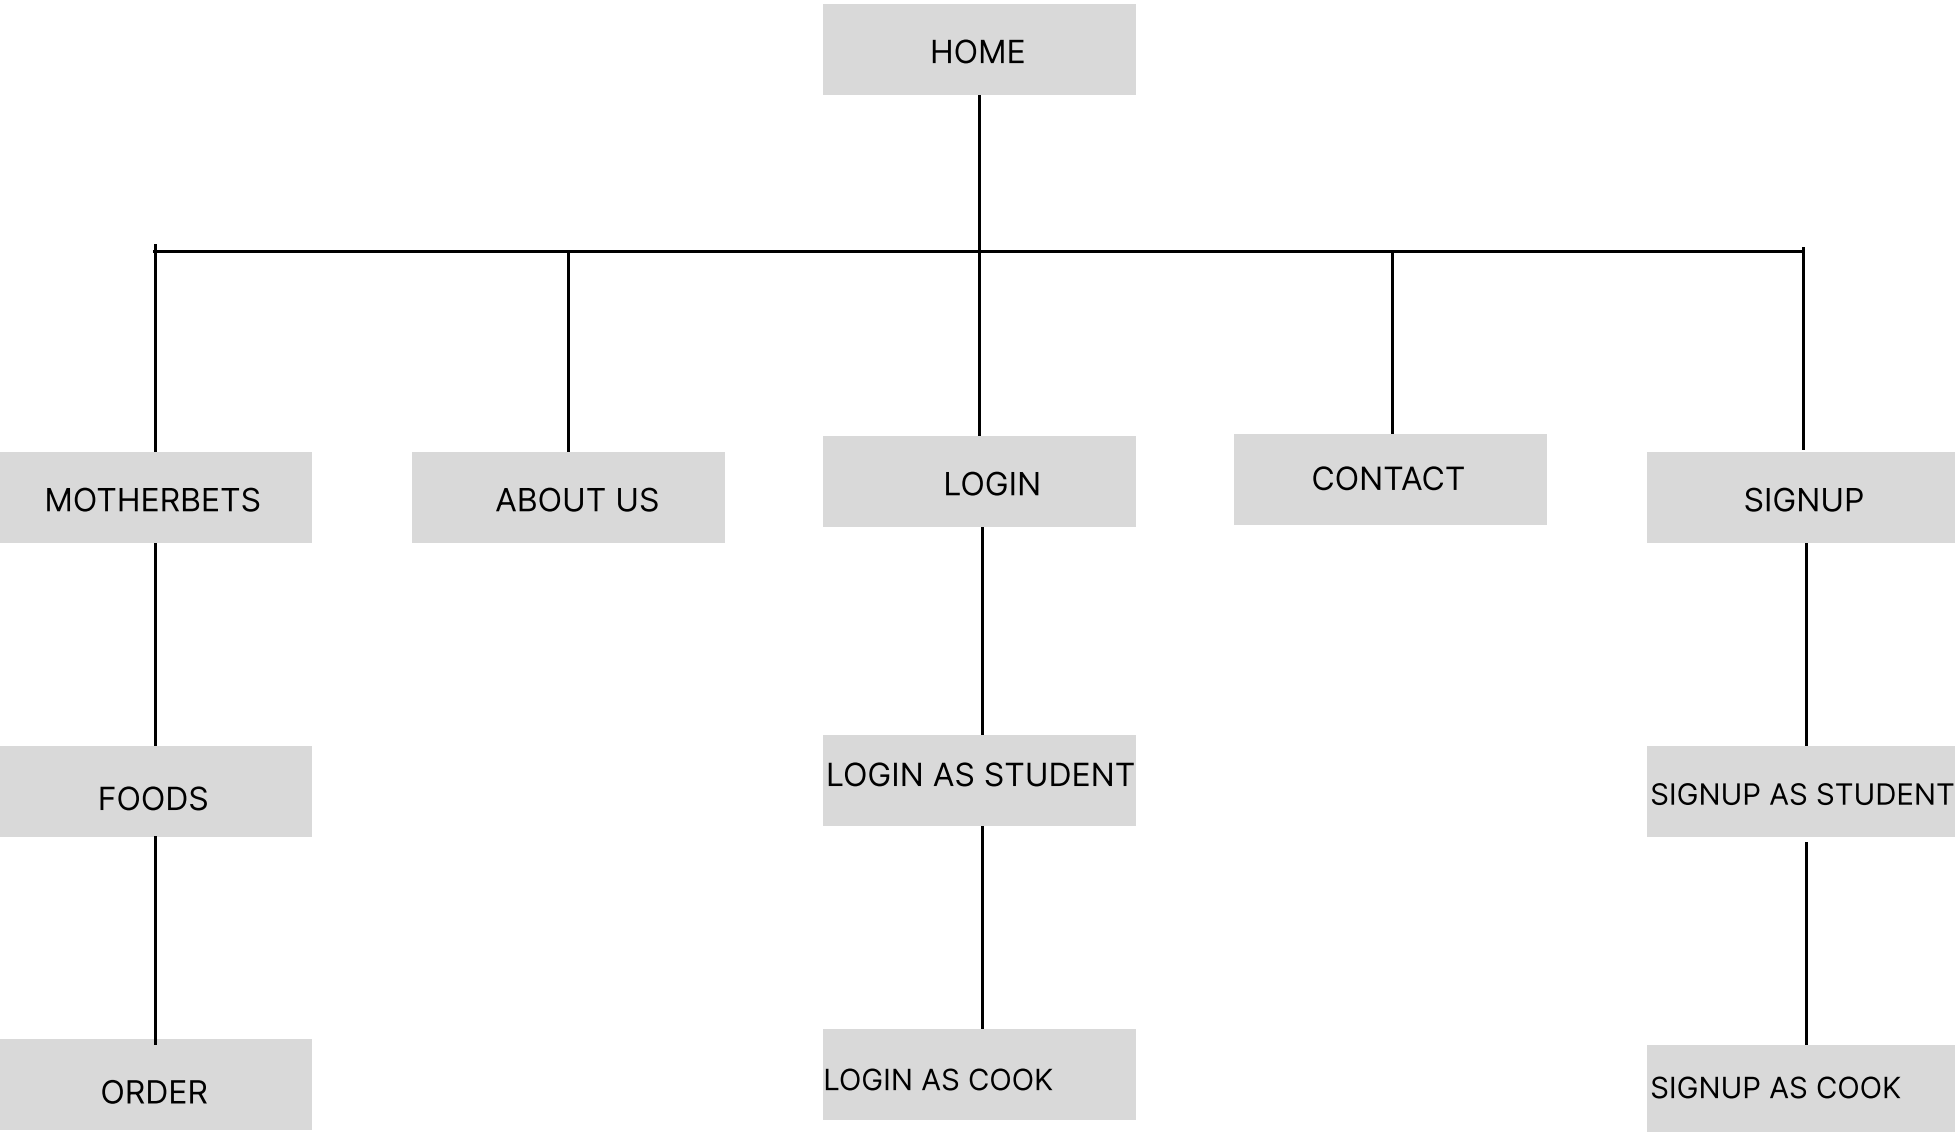 HOME
MOTHERBETS
ABOUT US
LOGIN
CONTACT
SIGNUP
FOODS
LOGIN AS STUDENT
SIGNUP AS STUDENT
ORDER
LOGIN AS COOK
SIGNUP AS COOK